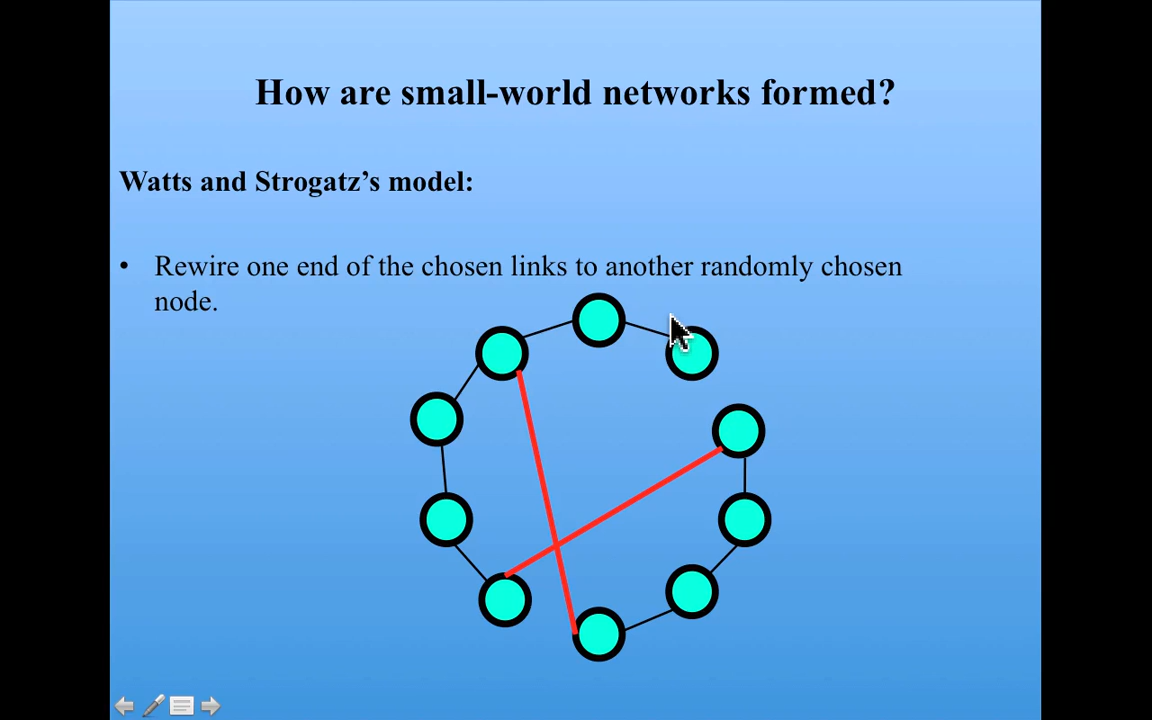 How are small-world networks formed?
Watts and Strogatz’s model:
• Rewire one end of the chosen links to another randomly chosen
node.